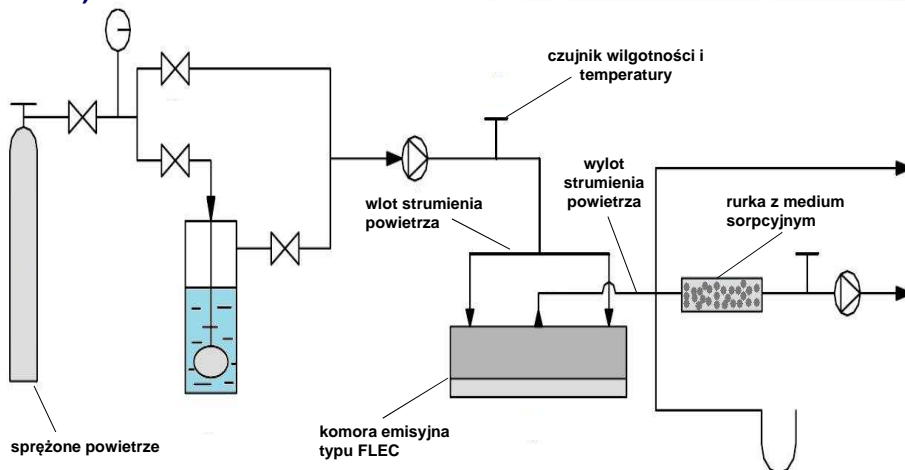 czujnik wilgotności i
temperatury
wylot
strumienia
powietrza
rurka z medium
sorpcyjnym
wlot strumienia
powietrza
komora emisyjna
typu FLEC
sprężone powietrze